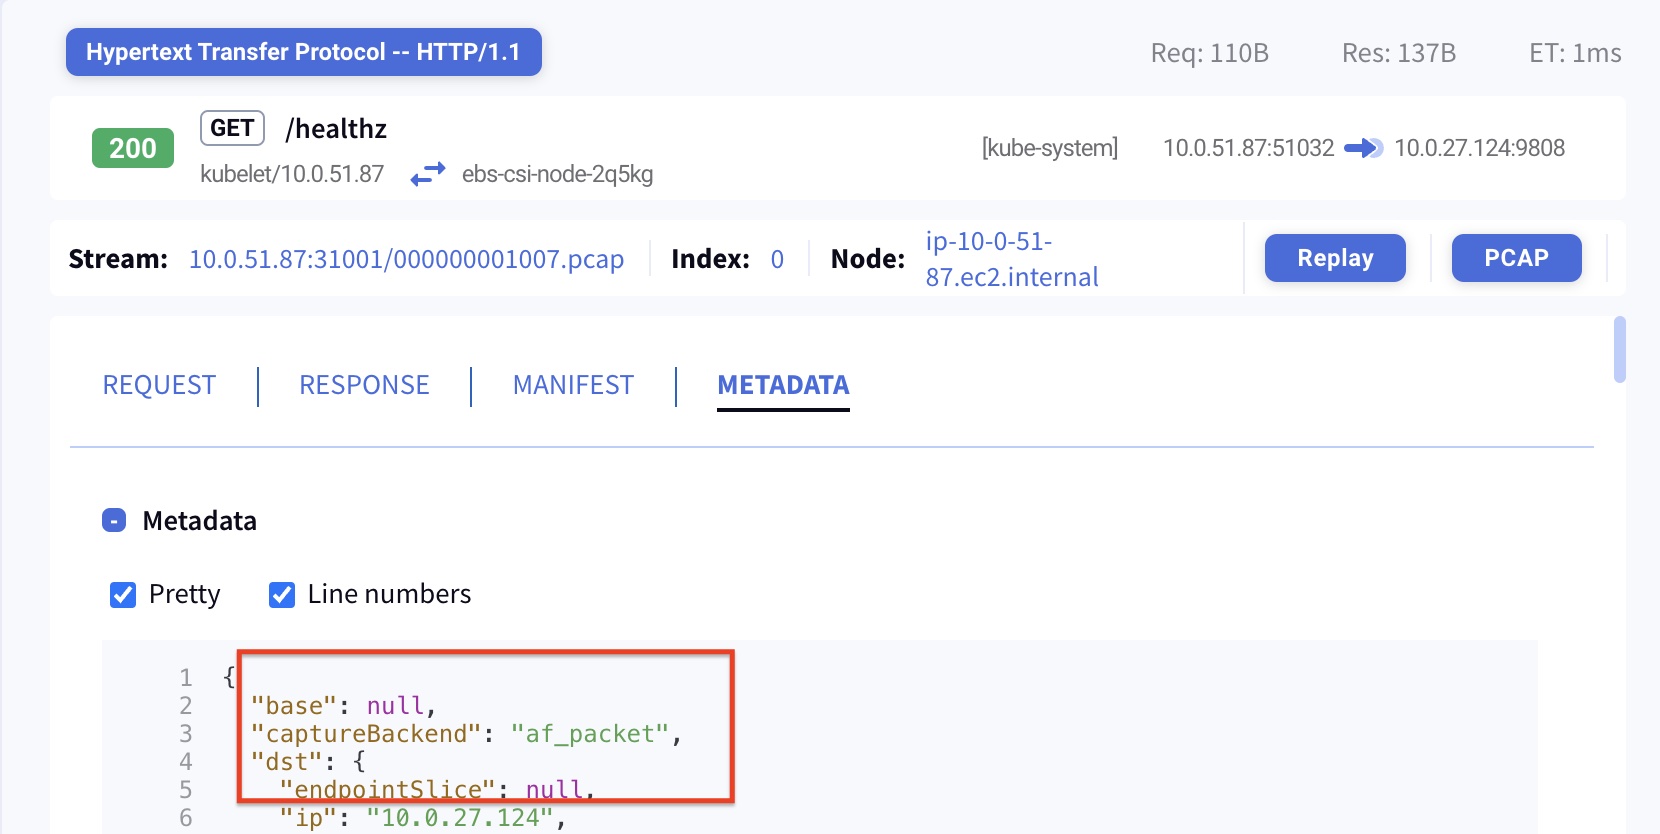 Hypertext Transfer Protocol -- HTTP/1.1
Req: 110B Res: 137B ET: 1ms
200 GET /healthz
kubelet/10.0.51.87 ebs-csi-node-2q5kg
[kube-system] 10.0.51.87:51032 10.0.27.124:9808
Stream: 10.0.51.87:31001/000000001007.pcap Index: 0 Node: ip-10-0-51-
87.ec2.internal
Replay PCAP
REQUEST RESPONSE MANIFEST METADATA
- Metadata
Pretty Line numbers
1 {
2 "base": null,
3 "captureBackend": "af_packet",
4 "dst": {
5 "endpointSlice": null,
6 "ip": "10.0.27.124",